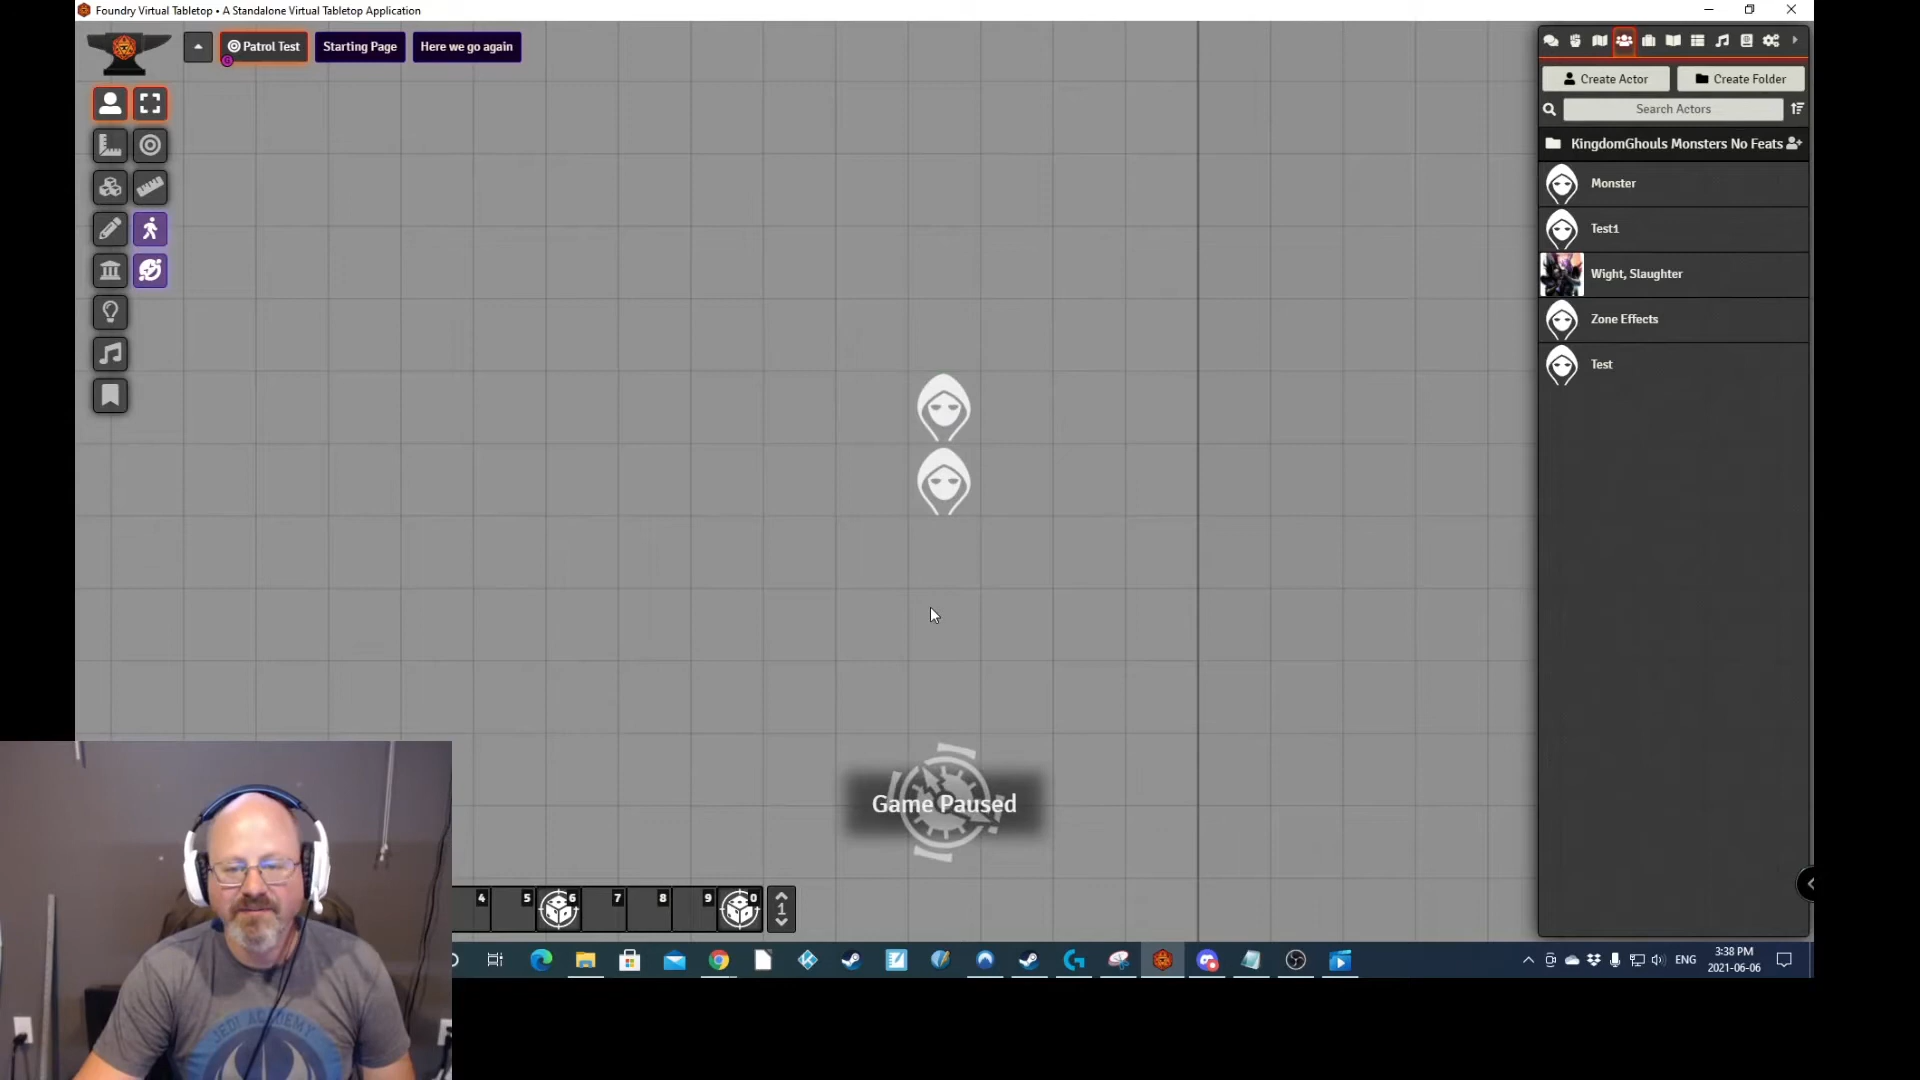 Foundry Virtual Tabletop • A Standalone Virtual Tabletop Application
Patrol Test
Starting Page
Here we go again
G
Create Actor
Create Folder
Search Actors
KingdomGhouls Monsters No Feats
Monster
Test1
Wight, Slaughter
Zone Effects
Test
Game Paused
4 5 6 7 8 9 0
1
ENG
3:38 PM
2021-06-06
JEDI ACADEMY